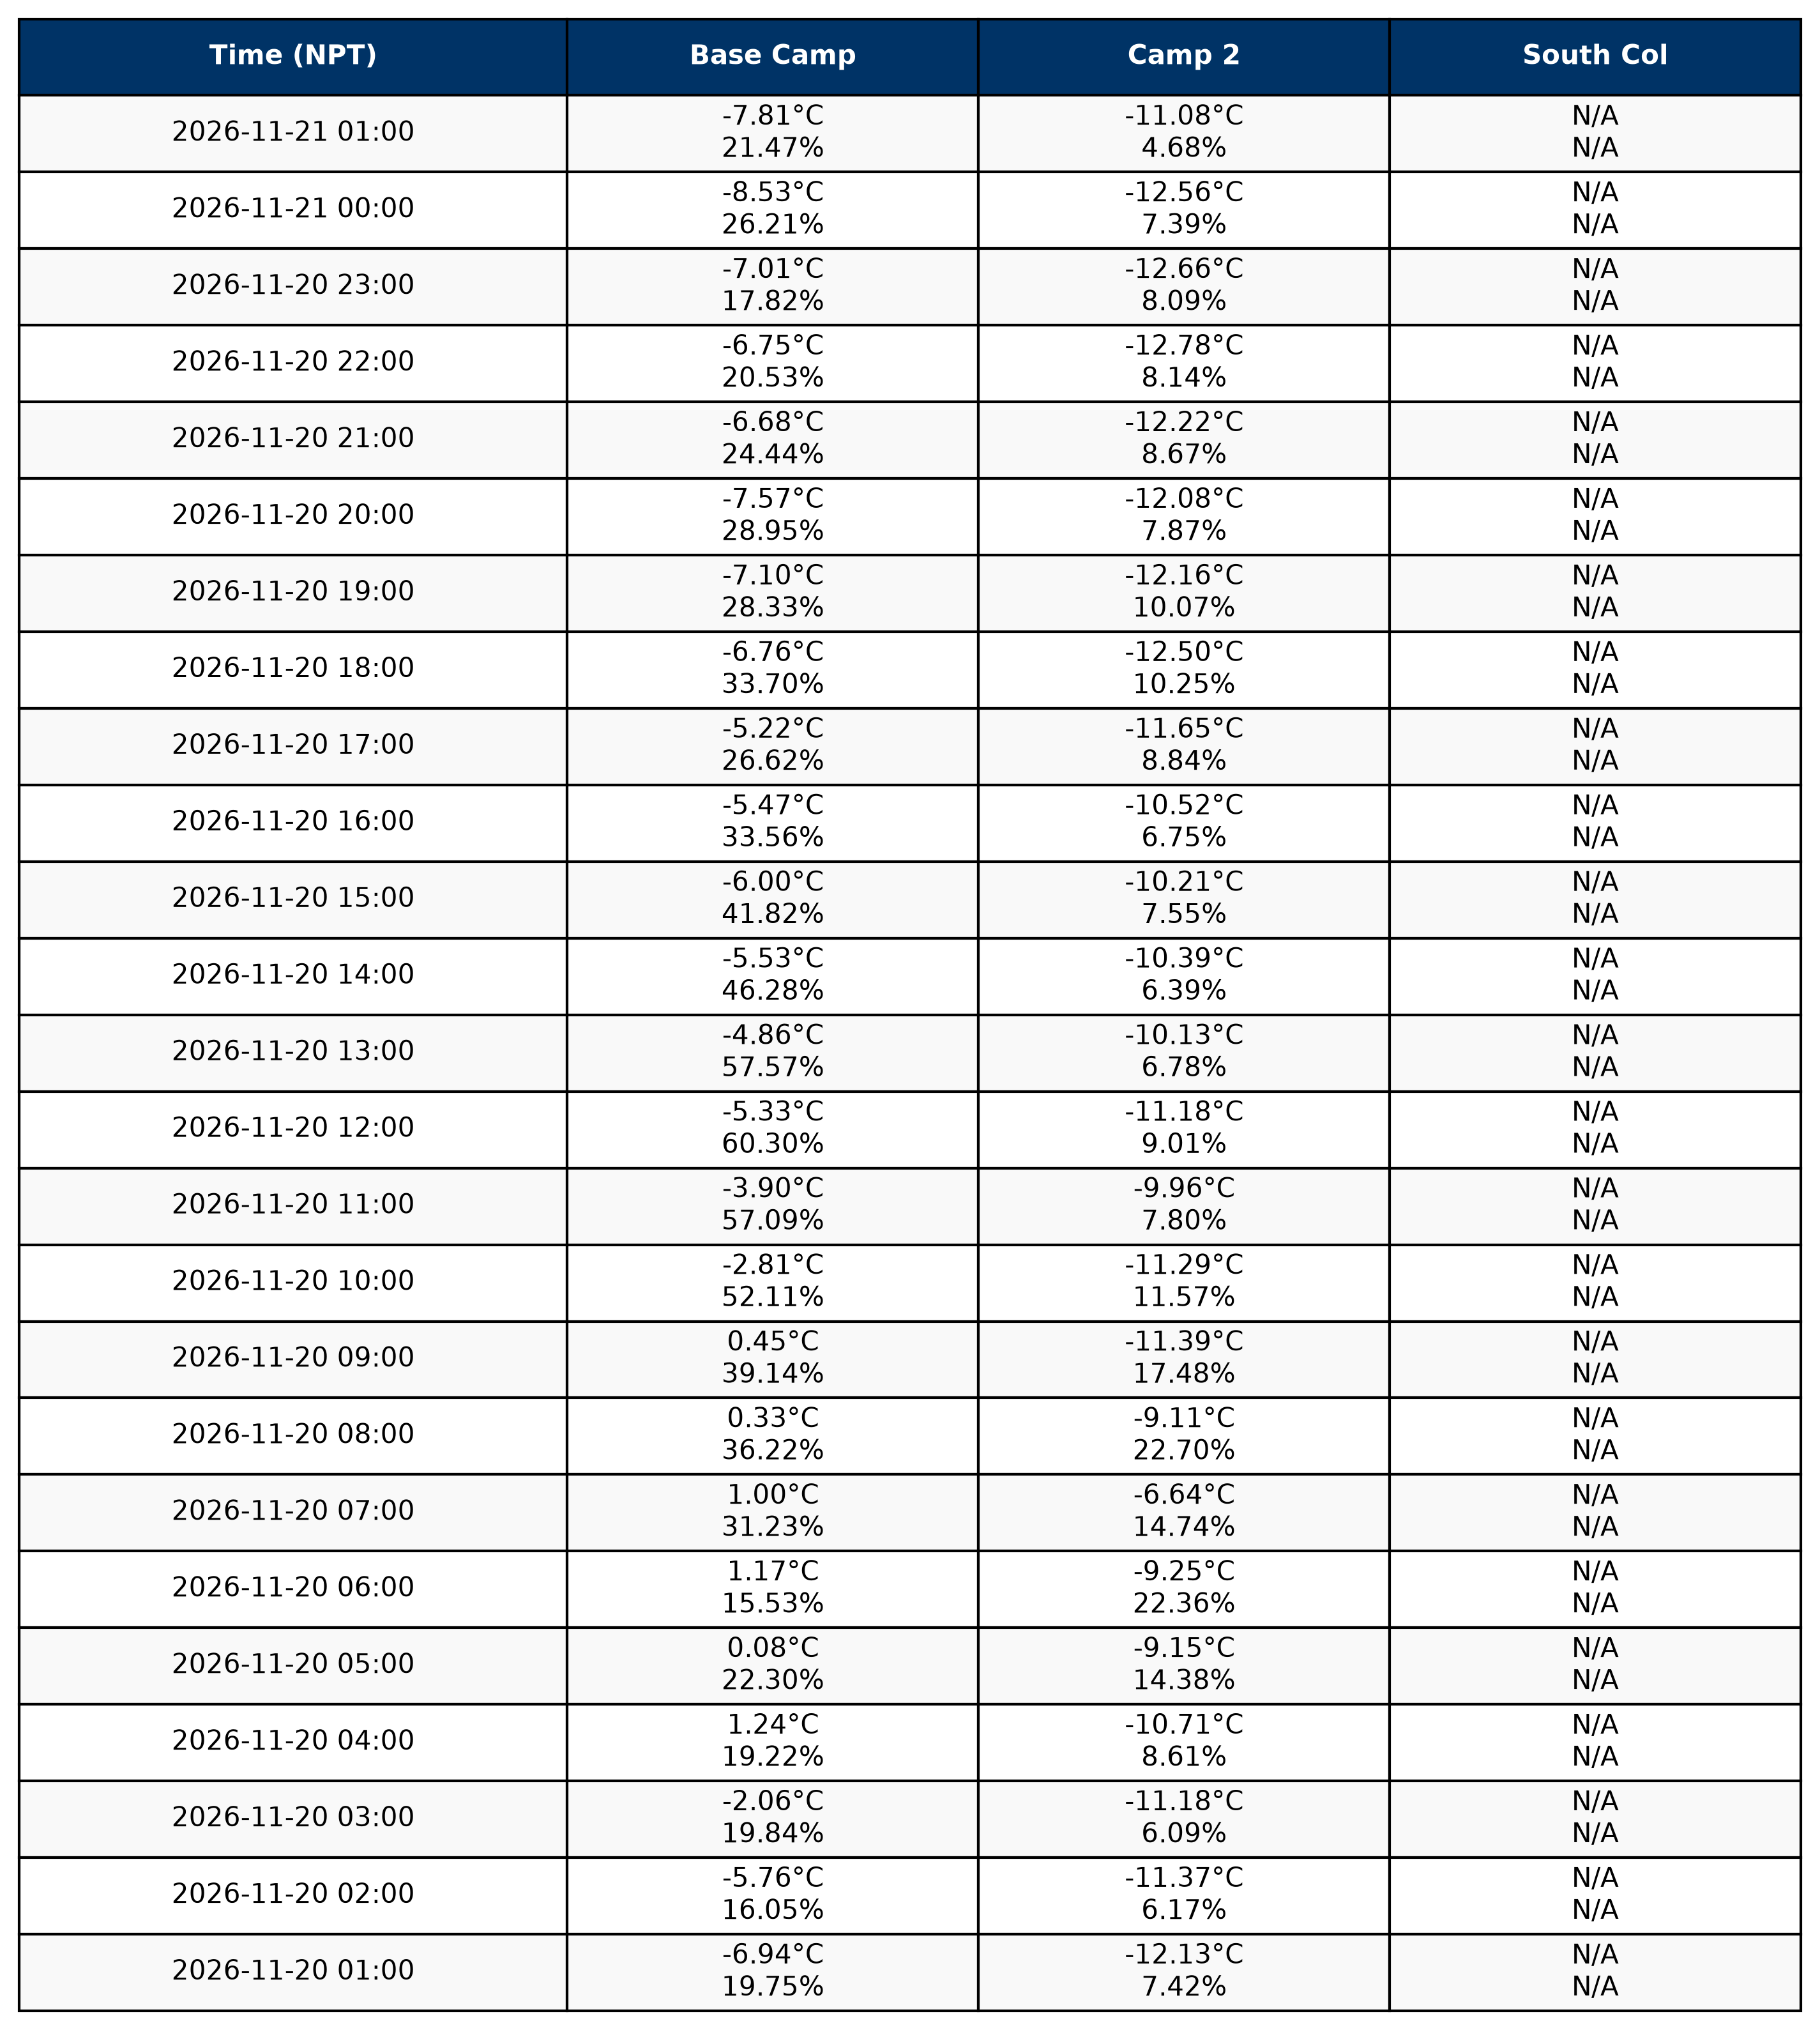 Time (NPT) Base Camp Camp 2 South Col
2026-11-21 01:00 -7.81°C -11.08°C N/A
21.47% 4.68% N/A
2026-11-21 00:00 -8.53°C -12.56°C N/A
26.21% 7.39% N/A
2026-11-20 23:00 -7.01°C -12.66°C N/A
17.82% 8.09% N/A
2026-11-20 22:00 -6.75°C -12.78°C N/A
20.53% 8.14% N/A
2026-11-20 21:00 -6.68°C -12.22°C N/A
24.44% 8.67% N/A
2026-11-20 20:00 -7.57°C -12.08°C N/A
28.95% 7.87% N/A
2026-11-20 19:00 -7.10°C -12.16°C N/A
28.33% 10.07% N/A
2026-11-20 18:00 -6.76°C -12.50°C N/A
33.70% 10.25% N/A
2026-11-20 17:00 -5.22°C -11.65°C N/A
26.62% 8.84% N/A
2026-11-20 16:00 -5.47°C -10.52°C N/A
33.56% 6.75% N/A
2026-11-20 15:00 -6.00°C -10.21°C N/A
41.82% 7.55% N/A
2026-11-20 14:00 -5.53°C -10.39°C N/A
46.28% 6.39% N/A
2026-11-20 13:00 -4.86°C -10.13°C N/A
57.57% 6.78% N/A
2026-11-20 12:00 -5.33°C -11.18°C N/A
60.30% 9.01% N/A
2026-11-20 11:00 -3.90°C -9.96°C N/A
57.09% 7.80% N/A
2026-11-20 10:00 -2.81°C -11.29°C N/A
52.11% 11.57% N/A
2026-11-20 09:00 0.45°C -11.39°C N/A
39.14% 17.48% N/A
2026-11-20 08:00 0.33°C -9.11°C N/A
36.22% 22.70% N/A
2026-11-20 07:00 1.00°C -6.64°C N/A
31.23% 14.74% N/A
2026-11-20 06:00 1.17°C -9.25°C N/A
15.53% 22.36% N/A
2026-11-20 05:00 0.08°C -9.15°C N/A
22.30% 14.38% N/A
2026-11-20 04:00 1.24°C -10.71°C N/A
19.22% 8.61% N/A
2026-11-20 03:00 -2.06°C -11.18°C N/A
19.84% 6.09% N/A
2026-11-20 02:00 -5.76°C -11.37°C N/A
16.05% 6.17% N/A
2026-11-20 01:00 -6.94°C -12.13°C N/A
19.75% 7.42% N/A